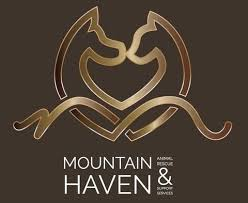 MOUNTAIN
HAVEN
ANIMAL
RESCUE
&
SUPPORT
SERVICES